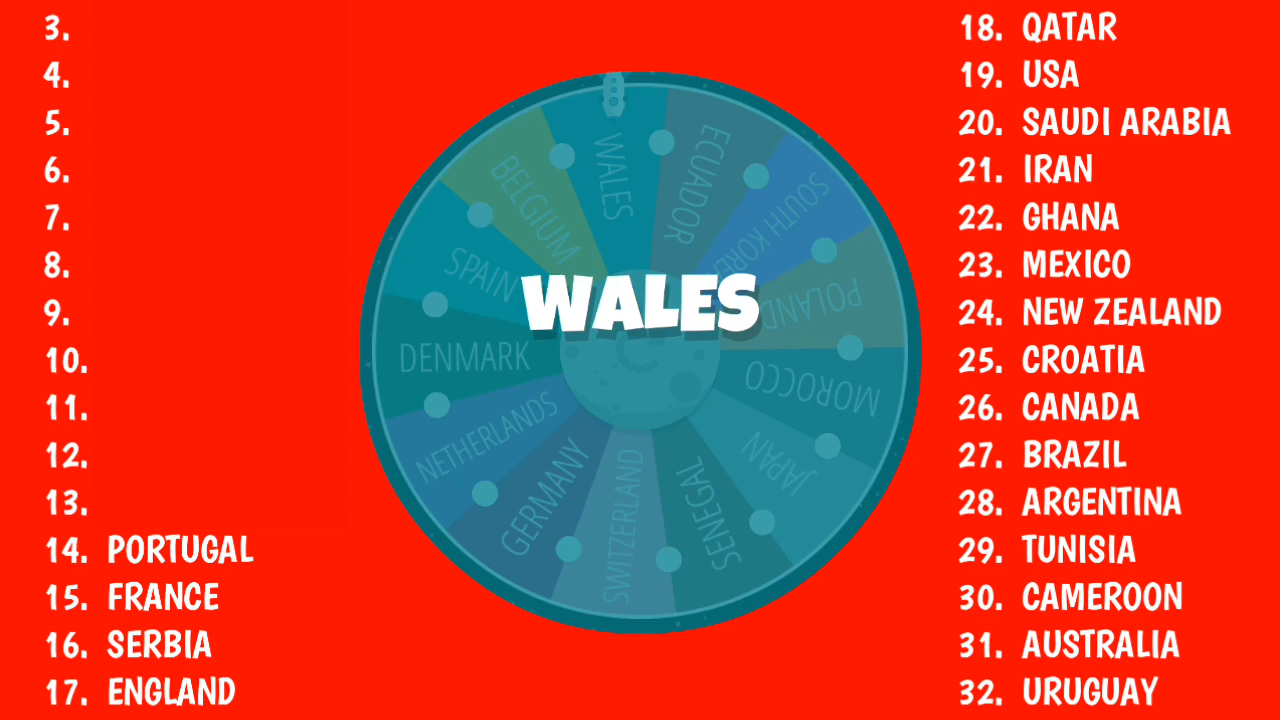 3.
4.
5.
6.
7.
8.
9.
10.
11.
12.
13.
14. PORTUGAL
15. FRANCE
16. SERBIA
17. ENGLAND
WALES
ECUADOR
SOUTH KORE
POLAND
MOROCCO
JAPAN
SENEGAL
SWITZERLAND
GERMANY
NETHERLANDS
DENMARK
SPAIN
BELGIUM
WALES
18. QATAR
19. USA
20. SAUDI ARABIA
21. IRAN
22. GHANA
23. MEXICO
24. NEW ZEALAND
25. CROATIA
26. CANADA
27. BRAZIL
28. ARGENTINA
29. TUNISIA
30. CAMEROON
31. AUSTRALIA
32. URUGUAY